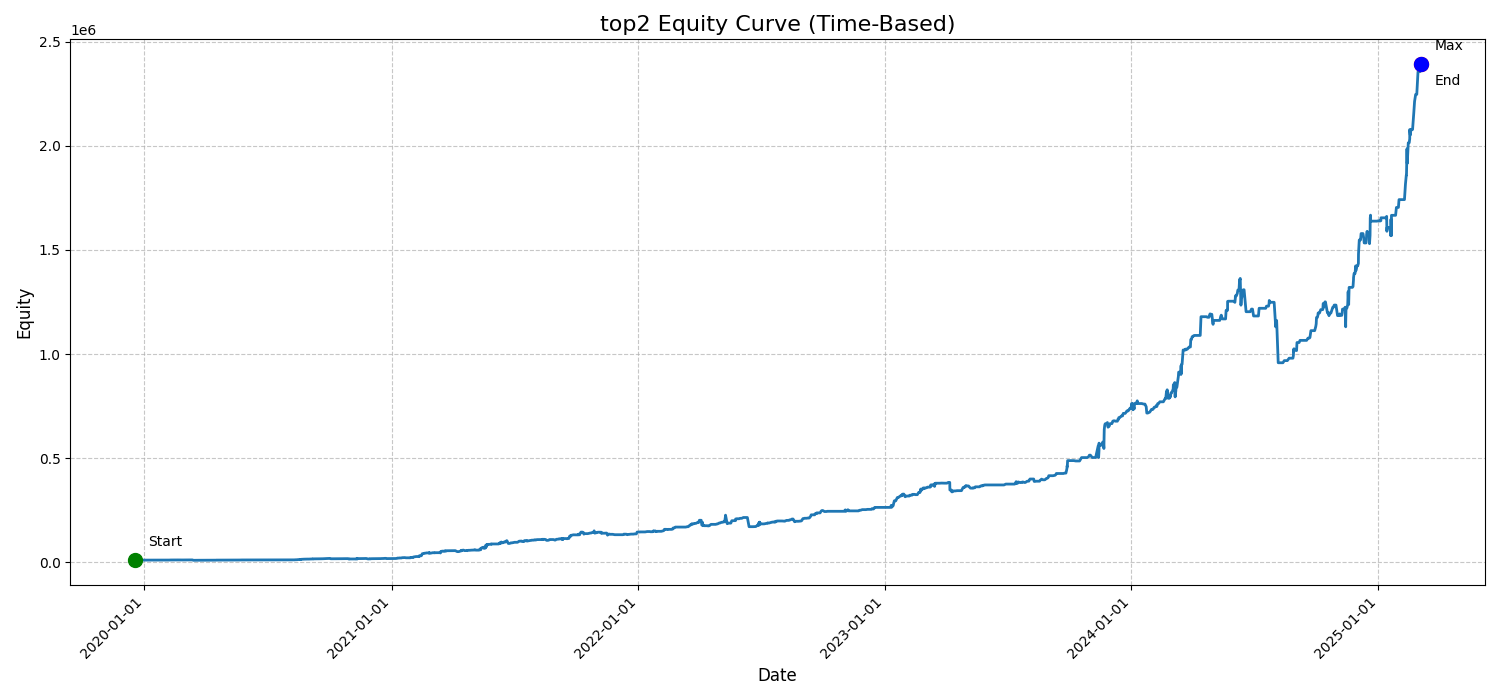 top2 Equity Curve (Time-Based)
1e6
2.5
2.0
1.5
1.0
0.5
0.0
Equity
Max
End
Start
2020-01-01
2021-01-01
2022-01-01
2023-01-01
2024-01-01
2025-01-01
Date